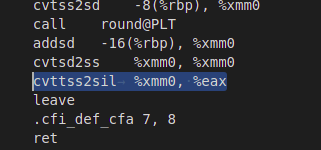 cvtss2sd -8(%rbp), %xmm0
call round@PLT
addsd -16(%rbp), %xmm0
cvtsd2ss %xmm0, %xmm0
cvttss2sil %xmm0, %eax
leave
.cfi_def_cfa 7, 8
ret